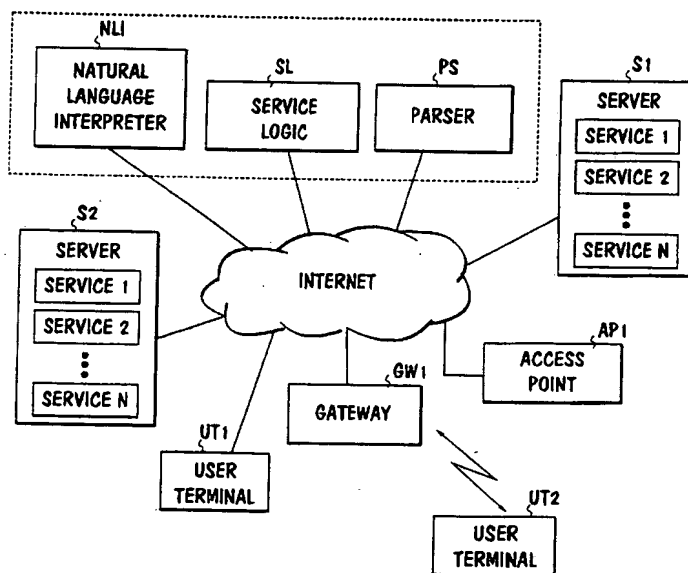 NLI
NATURAL
LANGUAGE
INTERPRETER
SL
SERVICE
LOGIC
PS
PARSER
S1
SERVER
SERVICE 1
SERVICE 2
SERVICE N
S2
SERVER
SERVICE 1
SERVICE 2
SERVICE N
INTERNET
AP1
ACCESS
POINT
GW1
GATEWAY
UT1
USER
TERMINAL
UT2
USER
TERMINAL